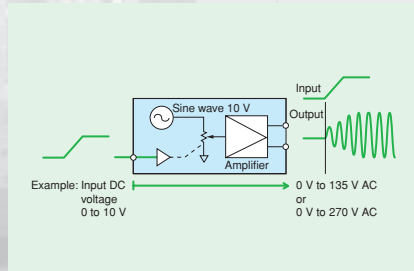 Input
Sine wave 10 V
Output
Amplifier
Example: Input DC
voltage
0 to 10 V
0 V to 135 V AC
or
0 V to 270 V AC